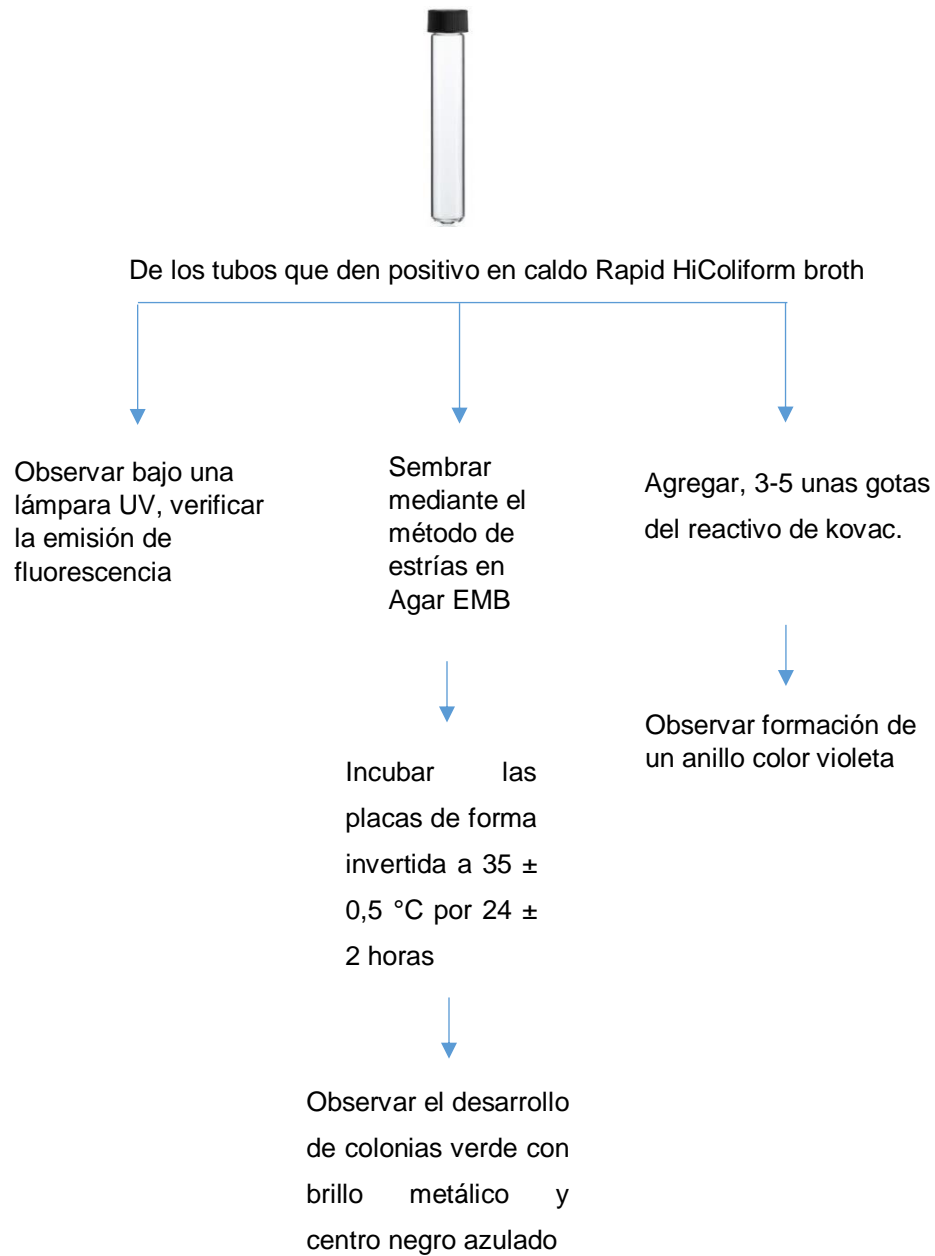 De los tubos que den positivo en caldo Rapid HiColiform broth
Observar bajo una
lámpara UV, verificar
la emisión de
fluorescencia
Sembrar
mediante el
método de
estrías en
Agar EMB
Incubar las
placas de forma
invertida a 35 ±
0,5 °C por 24 ±
2 horas
Observar el desarrollo
de colonias verde con
brillo metálico y
centro negro azulado
Agregar, 3-5 unas gotas
del reactivo de kovac.
Observar formación de
un anillo color violeta